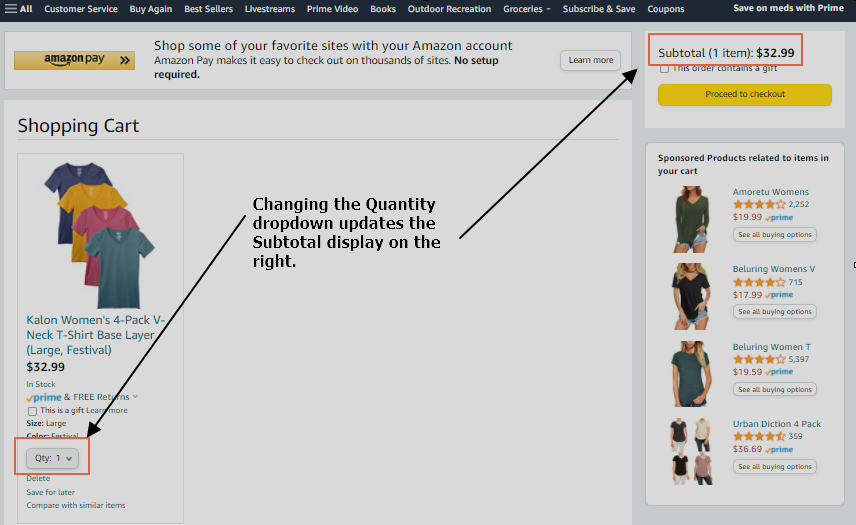 All Customer Service Buy Again Best Sellers Livestreams Prime Video Books Outdoor Recreation Groceries Subscribe & Save Coupons Save on meds with Prime
amazon pay
Shop some of your favorite sites with your Amazon account
Amazon Pay makes it easy to check out on thousands of sites. No setup
required.
Learn more
Subtotal (1 item): $32.99
This order contains a gift
Proceed to checkout
Shopping Cart
Changing the Quantity
dropdown updates the
Subtotal display on the
right.
Kalon Women's 4-Pack V-
Neck T-Shirt Base Layer
(Large, Festival)
$32.99
In Stock
prime & FREE Returns
This is a gift Learn more
Size: Large
Color: Festival
Qty: 1
Delete
Save for later
Compare with similar items
Sponsored Products related to items in
your cart
Amoretu Womens
2,252
$19.99 prime
See all buying options
Beluring Womens V
715
$17.99 prime
See all buying options
Beluring Womens T
5,397
$19.59 prime
See all buying options
Urban Diction 4 Pack
359
$36.69 prime
See all buying options